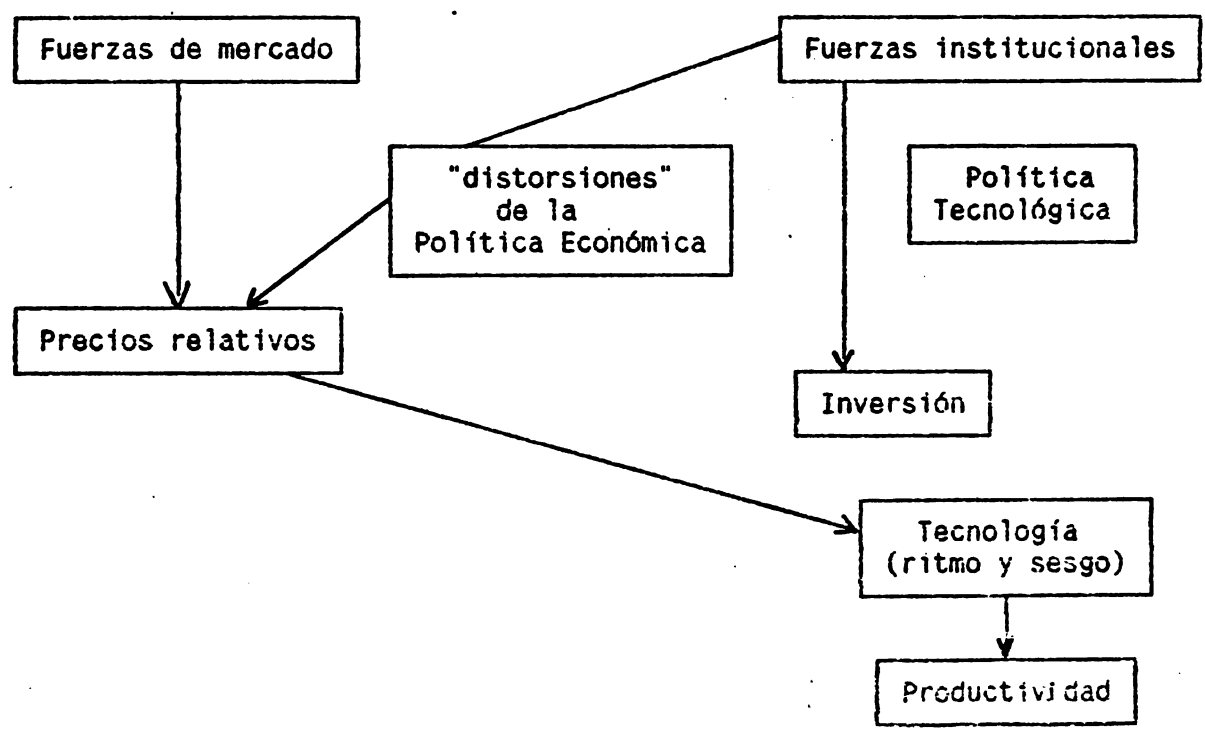 Fuerzas de mercado
Fuerzas institucionales
"distorsiones"
de la
Política Económica
Política
Tecnológica
Precios relativos
Inversión
Tecnología
(ritmo y sesgo)
Productividad